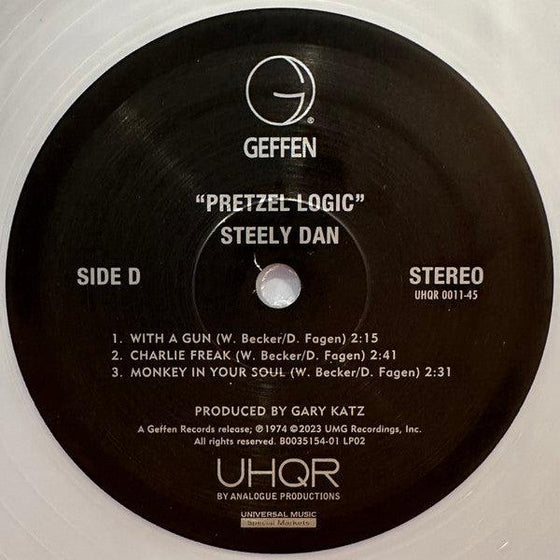 G®
GEFFEN
"PRETZEL LOGIC"
STEELY DAN
SIDE D
STEREO
UHQR 0011-45
1. WITH A GUN (W. Becker/D. Fagen) 2:15
2. CHARLIE FREAK (W. Becker/D. Fagen) 2:41
3. MONKEY IN YOUR SOUL (W. Becker/D. Fagen) 2:31
PRODUCED BY GARY KATZ
A Geffen Records release; ℗1974 ©2023 UMG Recordings, Inc.
All rights reserved. B0035154-01 LP02
UHQR
BY ANALOGUE PRODUCTIONS
UNIVERSAL MUSIC
Special Markets